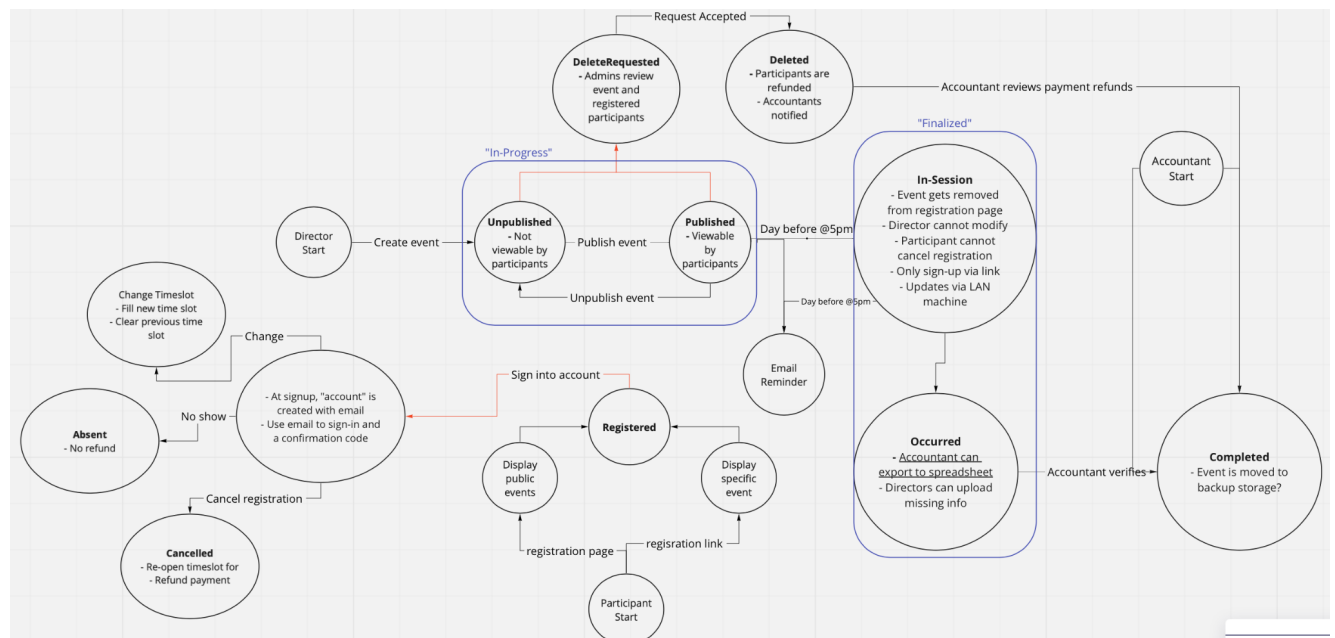 Request Accepted
DeleteRequested
- Admins review
event and
registered
participants
Deleted
- Participants are
refunded
- Accountants
notified
Accountant reviews payment refunds
"Finalized"
"In-Progress"
In-Session
- Event gets removed
from registration page
- Director cannot modify
- Participant cannot
cancel registration
- Only sign-up via link
- Updates via LAN
machine
Accountant
Start
Director
Start
Create event
Unpublished
- Not
viewable by
participants
Publish event
Published
- Viewable
by
participants
Day before @5pm
Unpublish event
Day before @5pm
Change Timeslot
- Fill new time slot
- Clear previous time
slot
Change
Email
Reminder
Sign into account
- At signup, "account" is
created with email
- Use email to sign-in and
a confirmation code
No show
Absent
- No refund
Registered
Occurred
- Accountant can
export to spreadsheet
- Directors can upload
missing info
Accountant verifies
Completed
- Event is moved to
backup storage?
Display
public
events
Display
specific
event
Cancel registration
Cancelled
- Re-open timeslot for
- Refund payment
registration page
regisration link
Participant
Start